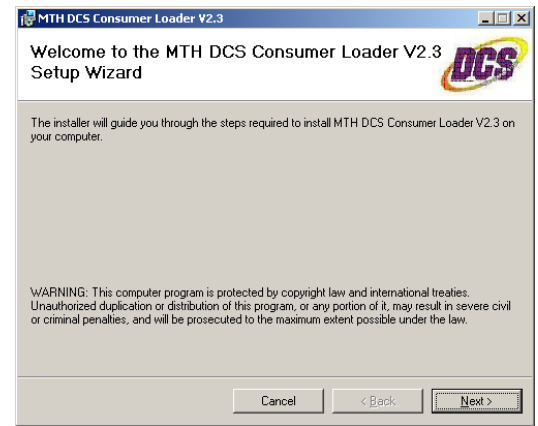 MTH DCS Consumer Loader V2.3
Welcome to the MTH DCS Consumer Loader V2.3
Setup Wizard
DCS
The installer will guide you through the steps required to install MTH DCS Consumer Loader V2.3 on
your computer.
WARNING: This computer program is protected by copyright law and international treaties.
Unauthorized duplication or distribution of this program, or any portion of it, may result in severe civil
or criminal penalties, and will be prosecuted to the maximum extent possible under the law.
Cancel < Back Next >